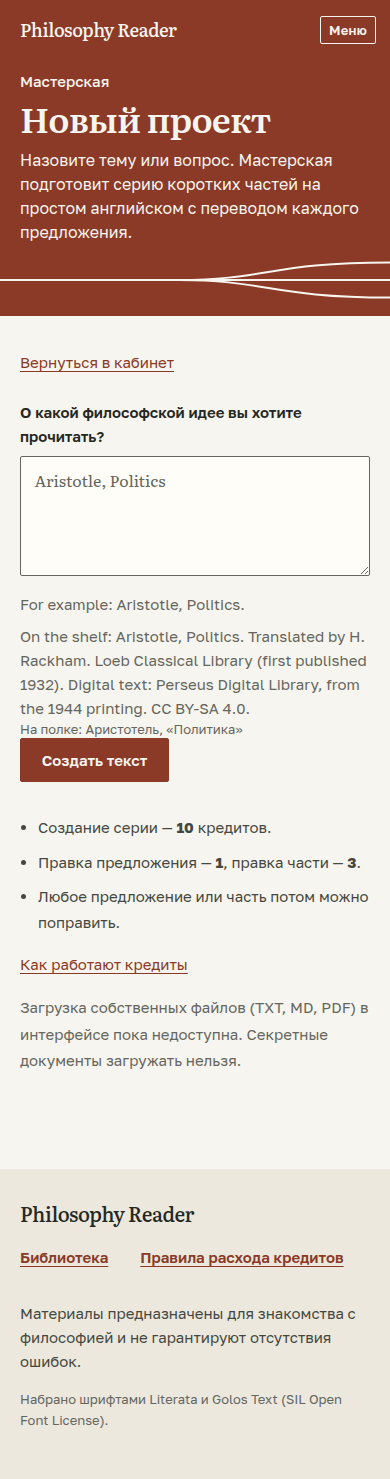 Philosophy Reader
Меню
Мастерская
Новый проект
Назовите тему или вопрос. Мастерская
подготовит серию коротких частей на
простом английском с переводом каждого
предложения.
Вернуться в кабинет
О какой философской идее вы хотите
прочитать?
Aristotle, Politics
For example: Aristotle, Politics.
On the shelf: Aristotle, Politics. Translated by H.
Rackham. Loeb Classical Library (first published
1932). Digital text: Perseus Digital Library, from
the 1944 printing. CC BY-SA 4.0.
На полке: Аристотель, «Политика»
Создать текст
• Создание серии — 10 кредитов.
• Правка предложения — 1, правка части — 3.
• Любое предложение или часть потом можно
поправить.
Как работают кредиты
Загрузка собственных файлов (TXT, MD, PDF) в
интерфейсе пока недоступна. Секретные
документы загружать нельзя.
Philosophy Reader
Библиотека Правила расхода кредитов
Материалы предназначены для знакомства с
философией и не гарантируют отсутствия
ошибок.
Набрано шрифтами Literata и Golos Text (SIL Open
Font License).